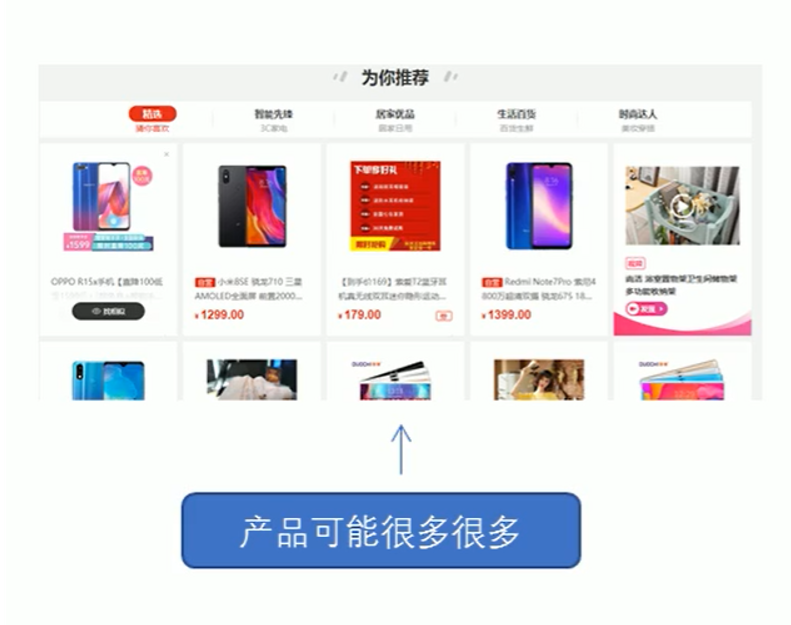 为你推荐
精选
猜你喜欢
智能先锋
3C家电
居家优品
居家日用
生活百货
百货生鲜
时尚达人
美妆穿搭
下单多好礼
限时抢购
¥1599
OPPO R15x手机【直降100低
找相似
自营 小米8SE 骁龙710 三星
AMOLED全面屏 前置2000...
¥1299.00
【到手价169】索爱T2蓝牙耳
机真无线双耳迷你隐形运动...
¥179.00
自营 Redmi Note7Pro 索尼4
800万超清双摄 骁龙675 18...
¥1399.00
视频
尚洁 浴室置物架卫生间储物架
多功能收纳架
发现 >
产品可能很多很多